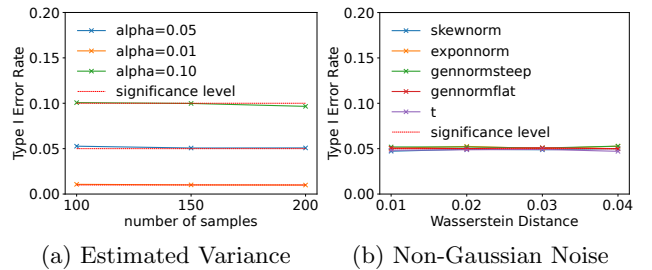 0.20
0.15
0.10
0.05
0.00
Type I Error Rate
alpha=0.05
alpha=0.01
alpha=0.10
significance level
100
150
200
number of samples
(a) Estimated Variance
0.20
0.15
0.10
0.05
0.00
Type I Error Rate
skewnorm
exponnorm
gennormsteep
gennormflat
t
significance level
0.01
0.02
0.03
0.04
Wasserstein Distance
(b) Non-Gaussian Noise